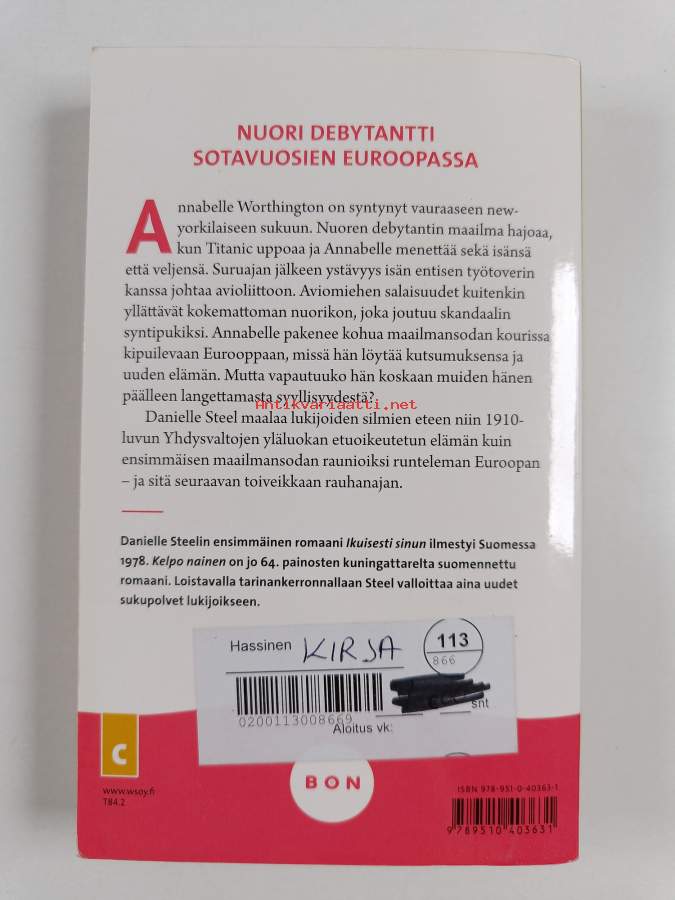 NUORI DEBYTANTTI
SOTAVUOSIEN EUROOPASSA
Annabelle Worthington on syntynyt vauraaseen new-
yorkilaiseen sukuun. Nuoren debytantin maailma hajoaa,
kun Titanic uppoaa ja Annabelle menettää sekä isänsä
että veljensä. Suruajan jälkeen ystävyys isän entisen työtoverin
kanssa johtaa avioliittoon. Aviomiehen salaisuudet kuitenkin
yllättävät kokemattoman nuorikon, joka joutuu skandaalin
syntipukiksi. Annabelle pakenee kohua maailmansodan kourissa
kipuilevaan Eurooppaan, missä hän löytää kutsumuksensa ja
uuden elämän. Mutta vapautuuko hän koskaan muiden hänen
päälleen langettamasta syyllisyydestä?
Antikvariaatti.net
Danielle Steel maalaa lukijoiden silmien eteen niin 1910-
luvun Yhdysvaltojen yläluokan etuoikeutetun elämän kuin
ensimmäisen maailmansodan raunioiksi runteleman Euroopan
– ja sitä seuraavan toiveikkaan rauhanajan.
Danielle Steelin ensimmäinen romaani Ikuisesti sinun ilmestyi Suomessa
1978. Kelpo nainen on jo 64. painosten kuningattarelta suomennettu
romaani. Loistavalla tarinankerronnallaan Steel valloittaa aina uudet
sukupolvet lukijoikseen.
Hassinen KIRJA 113
866
0200113008669
snt
Aloitus vk:
C
BON
www.wsoy.fi
T84.2
ISBN 978-951-0-40363-1
9789510403631